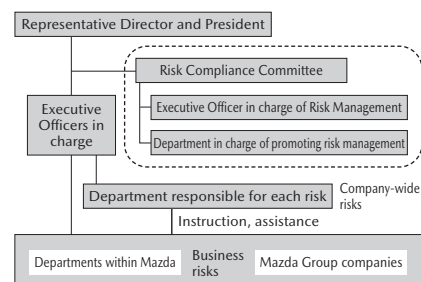 Representative Director and President
Risk Compliance Committee
Executive
Officers in
charge
Executive Officer in charge of Risk Management
Department in charge of promoting risk management
Department responsible for each risk
Company-wide
risks
Instruction, assistance
Departments within Mazda
Business
risks
Mazda Group companies